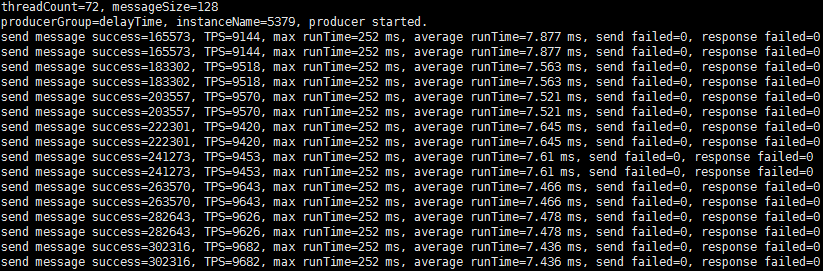 threadCount=72, messageSize=128
producerGroup=delayTime, instanceName=5379, producer started.
send message success=165573, TPS=9144, max runTime=252 ms, average runTime=7.877 ms, send failed=0, response failed=0
send message success=165573, TPS=9144, max runTime=252 ms, average runTime=7.877 ms, send failed=0, response failed=0
send message success=183302, TPS=9518, max runTime=252 ms, average runTime=7.563 ms, send failed=0, response failed=0
send message success=183302, TPS=9518, max runTime=252 ms, average runTime=7.563 ms, send failed=0, response failed=0
send message success=203557, TPS=9570, max runTime=252 ms, average runTime=7.521 ms, send failed=0, response failed=0
send message success=203557, TPS=9570, max runTime=252 ms, average runTime=7.521 ms, send failed=0, response failed=0
send message success=222301, TPS=9420, max runTime=252 ms, average runTime=7.645 ms, send failed=0, response failed=0
send message success=222301, TPS=9420, max runTime=252 ms, average runTime=7.645 ms, send failed=0, response failed=0
send message success=241273, TPS=9453, max runTime=252 ms, average runTime=7.61 ms, send failed=0, response failed=0
send message success=241273, TPS=9453, max runTime=252 ms, average runTime=7.61 ms, send failed=0, response failed=0
send message success=263570, TPS=9643, max runTime=252 ms, average runTime=7.466 ms, send failed=0, response failed=0
send message success=263570, TPS=9643, max runTime=252 ms, average runTime=7.466 ms, send failed=0, response failed=0
send message success=282643, TPS=9626, max runTime=252 ms, average runTime=7.478 ms, send failed=0, response failed=0
send message success=282643, TPS=9626, max runTime=252 ms, average runTime=7.478 ms, send failed=0, response failed=0
send message success=302316, TPS=9682, max runTime=252 ms, average runTime=7.436 ms, send failed=0, response failed=0
send message success=302316, TPS=9682, max runTime=252 ms, average runTime=7.436 ms, send failed=0, response failed=0